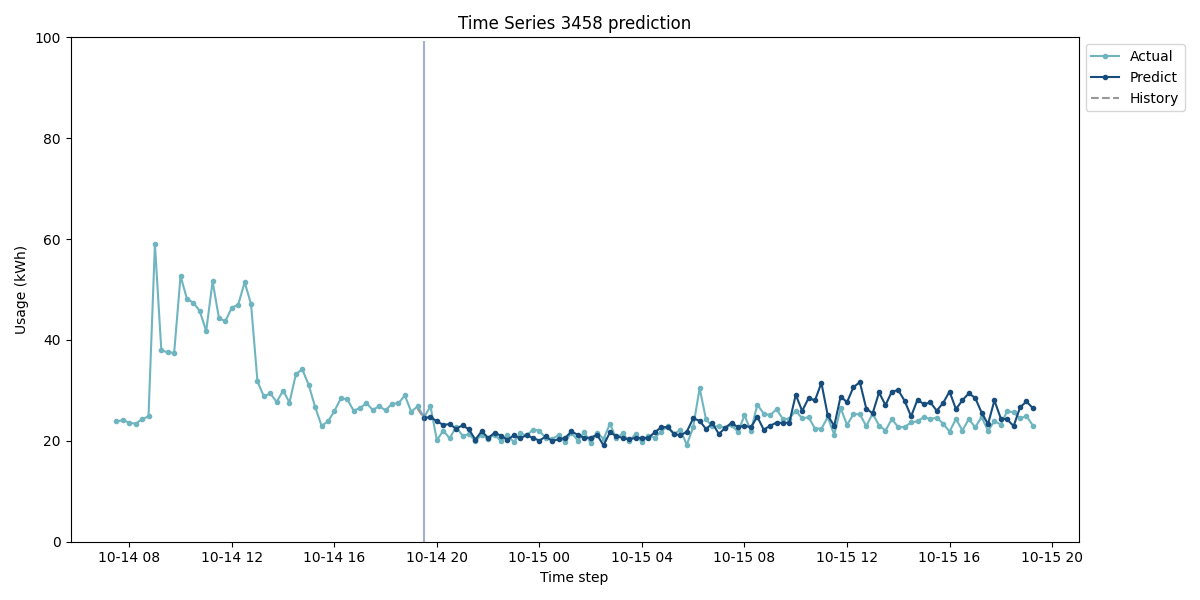 Time Series 3458 prediction
Usage (kWh)
100
80
60
40
20
0
10-14 08
10-14 12
10-14 16
10-14 20
10-15 00
10-15 04
10-15 08
10-15 12
10-15 16
10-15 20
Time step
Actual
Predict
History